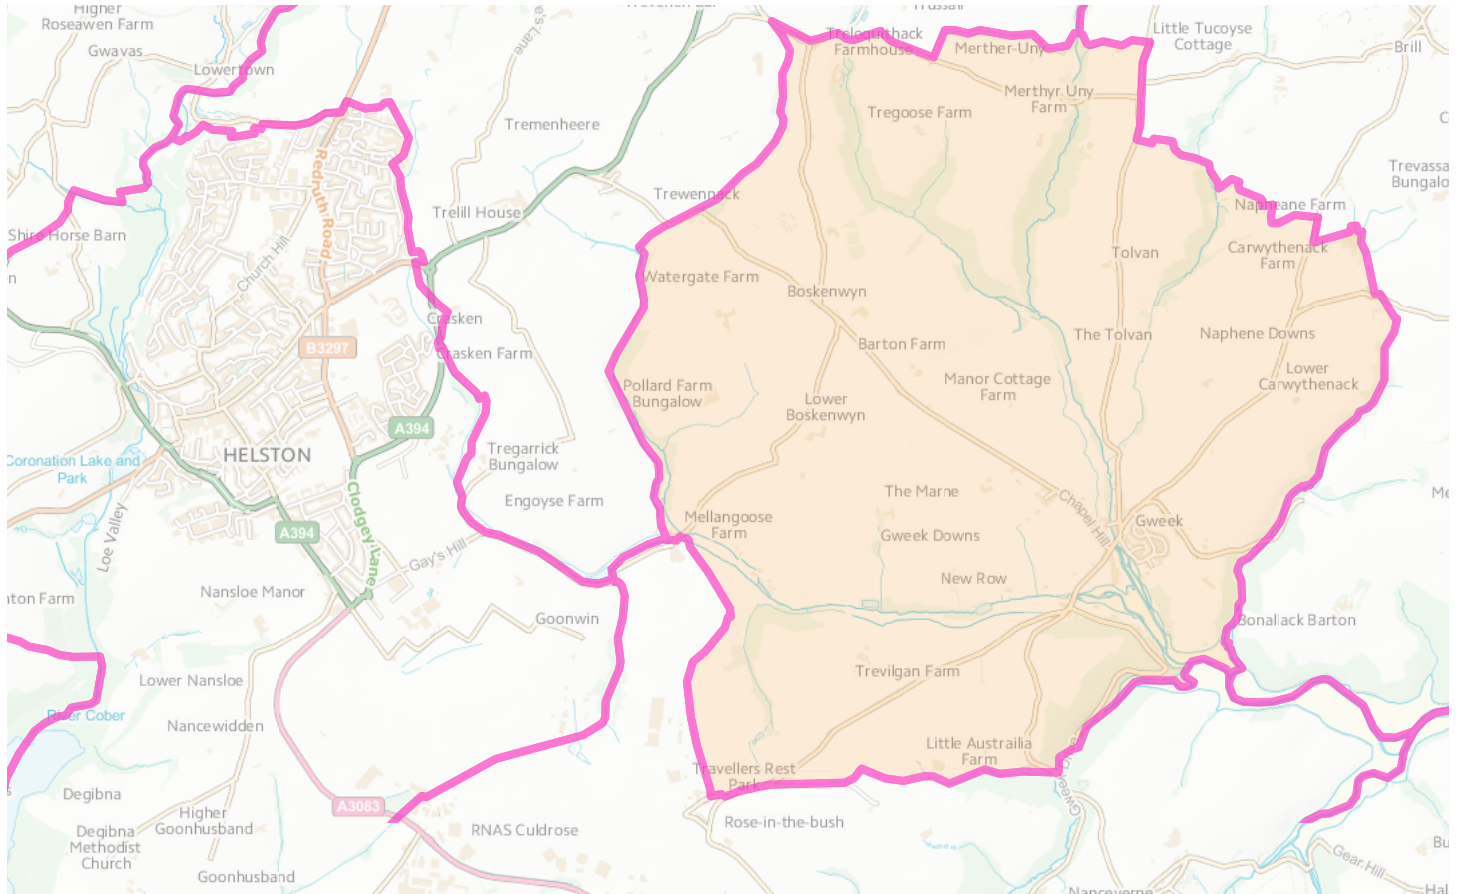 Higher
Roseawen Farm
Gwavas
Lowertown
Little Tucoyse
Cottage
Brill
Treloquithack
Farmhouse
Merther-Uny
Merthyr Uny
Farm
Tregoose Farm
Tremenheere
Redruth Road
Trewennack
Trelill House
Napheane Farm
Shire Horse Barn
Church Hill
Tolvan
Carwythenack
Farm
Watergate Farm
Boskenwyn
Crasken
Crasken Farm
B3297
Barton Farm
The Tolvan
Naphene Downs
Manor Cottage
Farm
Lower
Carwythenack
Pollard Farm
Bungalow
Lower
Boskenwyn
A394
HELSTON
Tregarrick
Bungalow
Coronation Lake and
Park
Engoyse Farm
The Marne
Chapel Hill
Gweek
Loe Valley
A394
Clodgey Lane
Gay's Hill
Mellangoose
Farm
Gweek Downs
New Row
Nansloe Manor
Goonwin
Bonallack Barton
Trevilgan Farm
Lower Nansloe
River Cober
Nancewidden
Little Austrailia
Farm
Travellers Rest
Park
Degibna
A3083
Higher
Goonhusband
RNAS Culdrose
Rose-in-the-bush
Degibna
Methodist
Church
Goonhusband
Gear Hill
Nanceverne